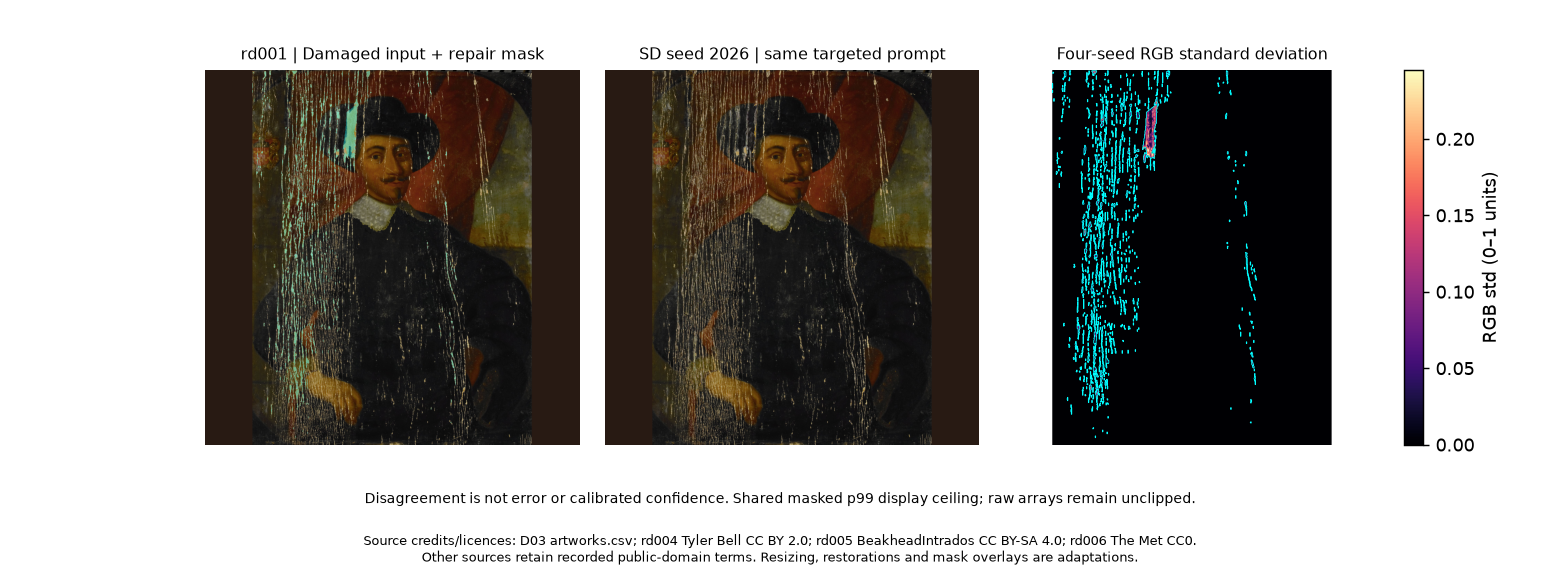 rd001 | Damaged input + repair mask
SD seed 2026 | same targeted prompt
Four-seed RGB standard deviation
0.20
0.15
0.10
0.05
0.00
RGB std (0–1 units)
Disagreement is not error or calibrated confidence. Shared masked p99 display ceiling; raw arrays remain unclipped.
Source credits/licences: D03 artworks.csv; rd004 Tyler Bell CC BY 2.0; rd005 BeakheadIntrados CC BY-SA 4.0; rd006 The Met CC0.
Other sources retain recorded public-domain terms. Resizing, restorations and mask overlays are adaptations.